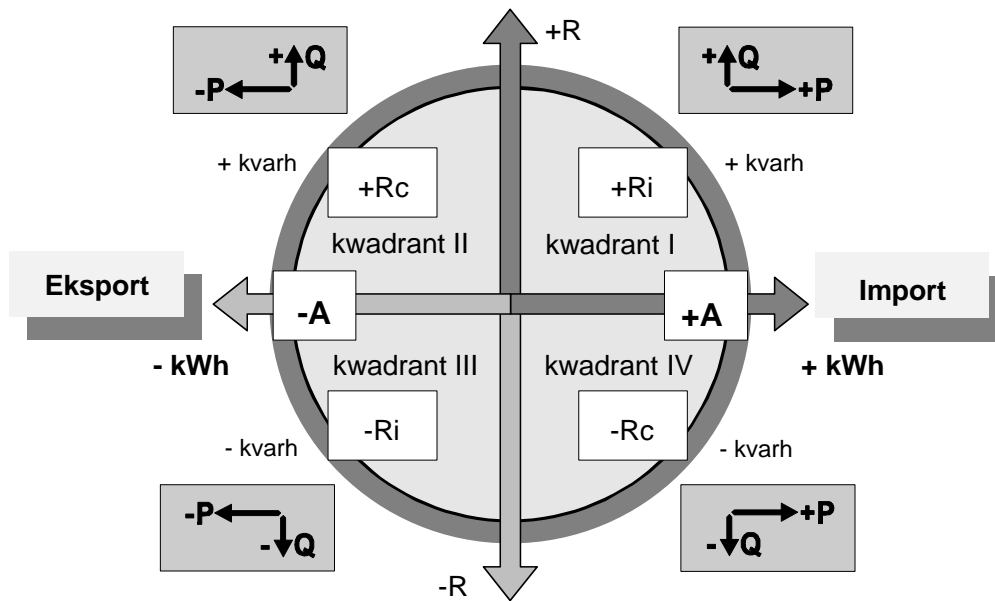 +R
+Q
-P
+Q
+P
+ kvarh
+ kvarh
+Rc
+Ri
kwadrant II
kwadrant I
Eksport
-A
+A
Import
- kWh
+ kWh
kwadrant III
kwadrant IV
-Ri
-Rc
- kvarh
- kvarh
-P
-Q
+P
-Q
-R